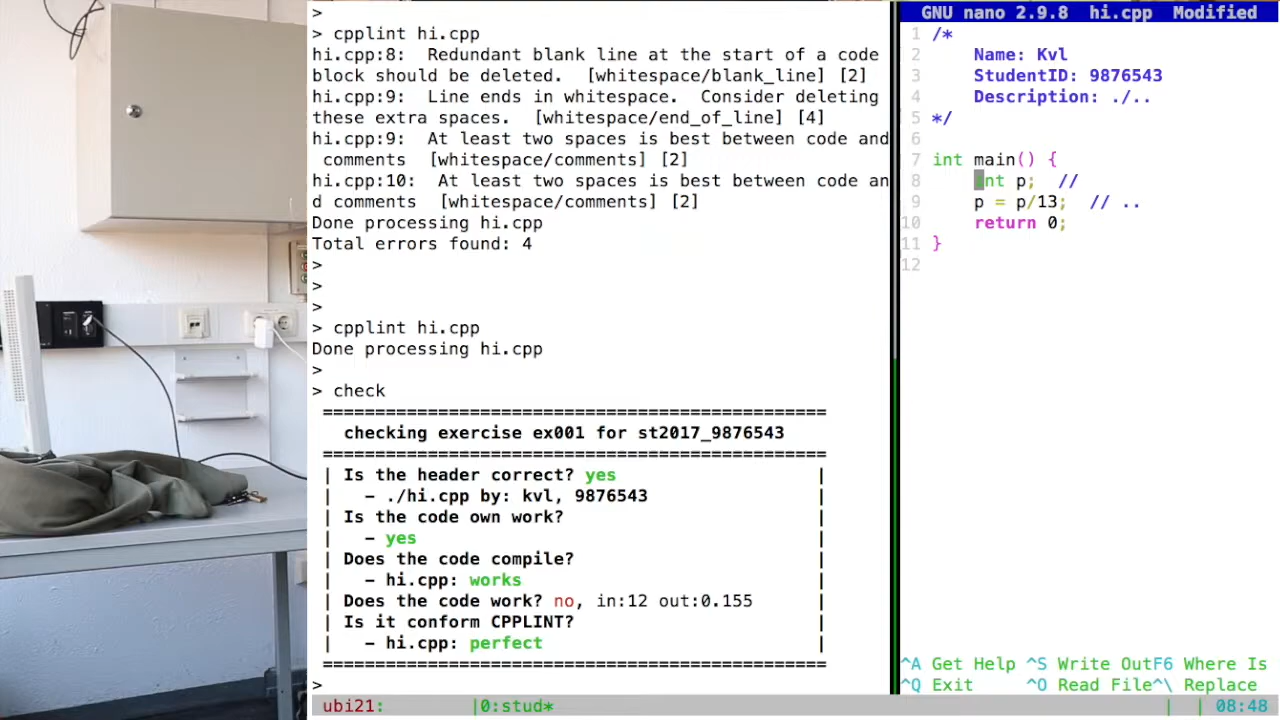 >
> cpplint hi.cpp
hi.cpp:8:  Redundant blank line at the start of a code
block should be deleted.  [whitespace/blank_line] [2]
hi.cpp:9:  Line ends in whitespace.  Consider deleting
these extra spaces.  [whitespace/end_of_line] [4]
hi.cpp:9:  At least two spaces is best between code and
 comments  [whitespace/comments] [2]
hi.cpp:10:  At least two spaces is best between code an
d comments  [whitespace/comments] [2]
Done processing hi.cpp
Total errors found: 4
>
>
>
> cpplint hi.cpp
Done processing hi.cpp
>
> check
================================================
checking exercise ex001 for st2017_9876543
================================================
| Is the header correct? yes |
|   - ./hi.cpp by: kvl, 9876543 |
| Is the code own work? |
|   - yes |
| Does the code compile? |
|   - hi.cpp: works |
| Does the code work? no, in:12 out:0.155 |
| Is it conform CPPLINT? |
|   - hi.cpp: perfect |
================================================
>
ubi21: |0:stud*
GNU nano 2.9.8 hi.cpp Modified
1 /*
2     Name: Kvl
3     StudentID: 9876543
4     Description: ./..
5 */
6
7 int main() {
8     int p;  //
9     p = p/13;  // ..
10     return 0;
11 }
12
^A Get Help ^S Write OutF6 Where Is
^Q Exit ^O Read File^\ Replace
| | 08:48